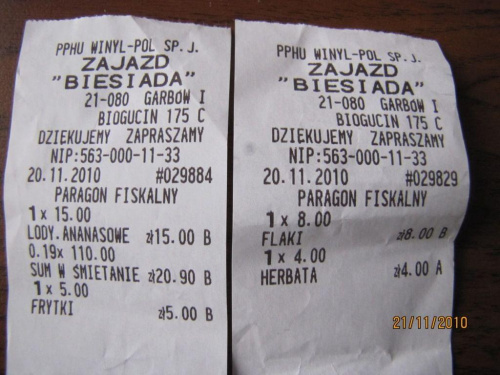 PPHU WINYL-POL SP. J.
ZAJAZD
"BIESIADA"
21-080 GARBOW I
BIOGUCIN 175 C
DZIEKUJEMY ZAPRASZAMY
NIP:563-000-11-33
20.11.2010 #029884
PARAGON FISKALNY
1 x 15.00
LODY.ANANASOWE zł15.00 B
0.19x 110.00
SUM W SMIETANIE zł20.90 B
1 x 5.00
FRYTKI zł5.00 B
PPHU WINYL-POL SP. J.
ZAJAZD
"BIESIADA"
21-080 GARBOW I
BIOGUCIN 175 C
DZIEKUJEMY ZAPRASZAMY
NIP:563-000-11-33
20.11.2010 #029829
PARAGON FISKALNY
1 x 8.00
FLAKI zł8.00 B
1 x 4.00
HERBATA zł4.00 A
21/11/2010